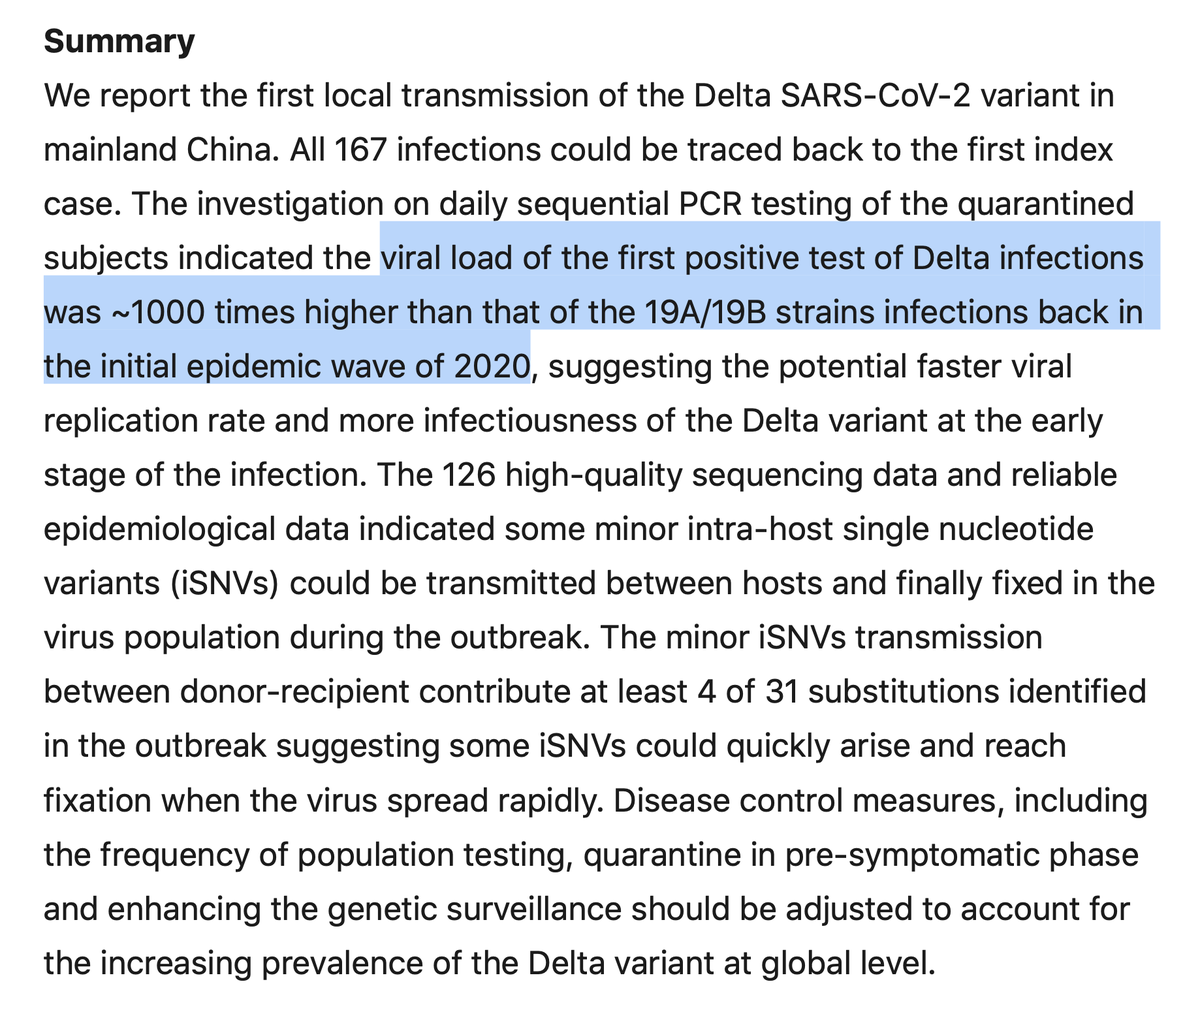 Summary
We report the first local transmission of the Delta SARS-CoV-2 variant in
mainland China. All 167 infections could be traced back to the first index
case. The investigation on daily sequential PCR testing of the quarantined
subjects indicated the viral load of the first positive test of Delta infections
was ~1000 times higher than that of the 19A/19B strains infections back in
the initial epidemic wave of 2020, suggesting the potential faster viral
replication rate and more infectiousness of the Delta variant at the early
stage of the infection. The 126 high-quality sequencing data and reliable
epidemiological data indicated some minor intra-host single nucleotide
variants (iSNVs) could be transmitted between hosts and finally fixed in the
virus population during the outbreak. The minor iSNVs transmission
between donor-recipient contribute at least 4 of 31 substitutions identified
in the outbreak suggesting some iSNVs could quickly arise and reach
fixation when the virus spread rapidly. Disease control measures, including
the frequency of population testing, quarantine in pre-symptomatic phase
and enhancing the genetic surveillance should be adjusted to account for
the increasing prevalence of the Delta variant at global level.